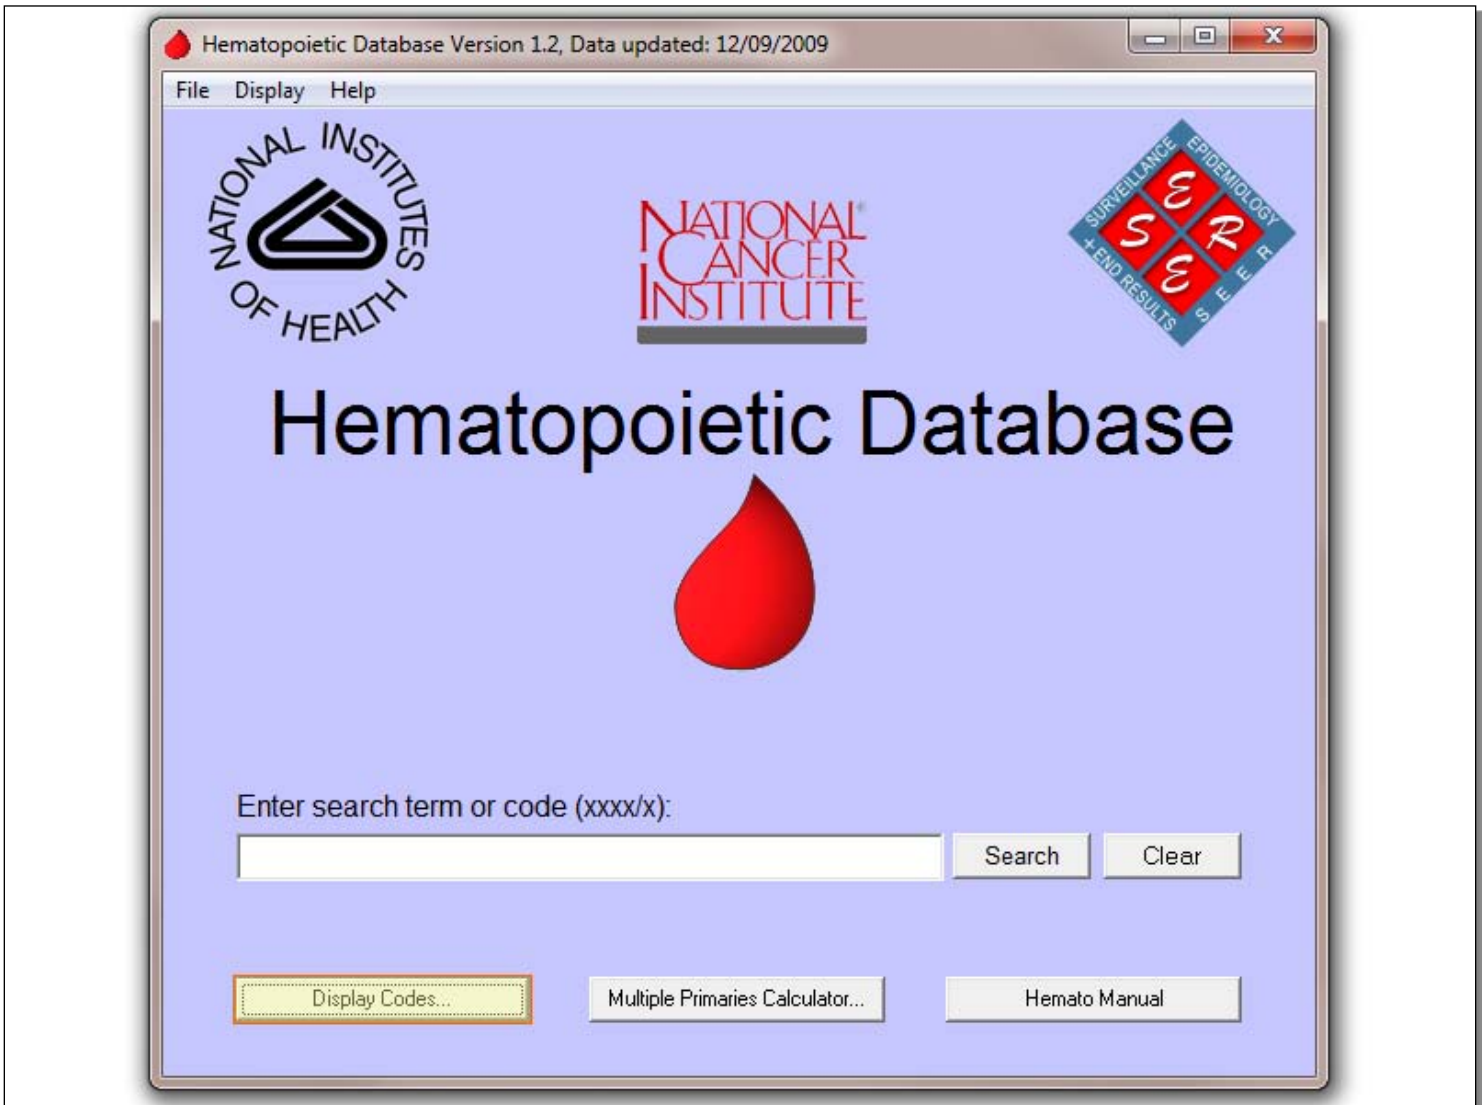 Hematopoietic Database Version 1.2, Data updated: 12/09/2009
File Display Help
NATIONAL INSTITUTES OF HEALTH
NATIONAL
CANCER
INSTITUTE
SURVEILLANCE EPIDEMIOLOGY
+ END RESULTS SEER
E
S R
E
Hematopoietic Database
Enter search term or code (xxxx/x):
Search Clear
Display Codes... Multiple Primaries Calculator... Hemato Manual